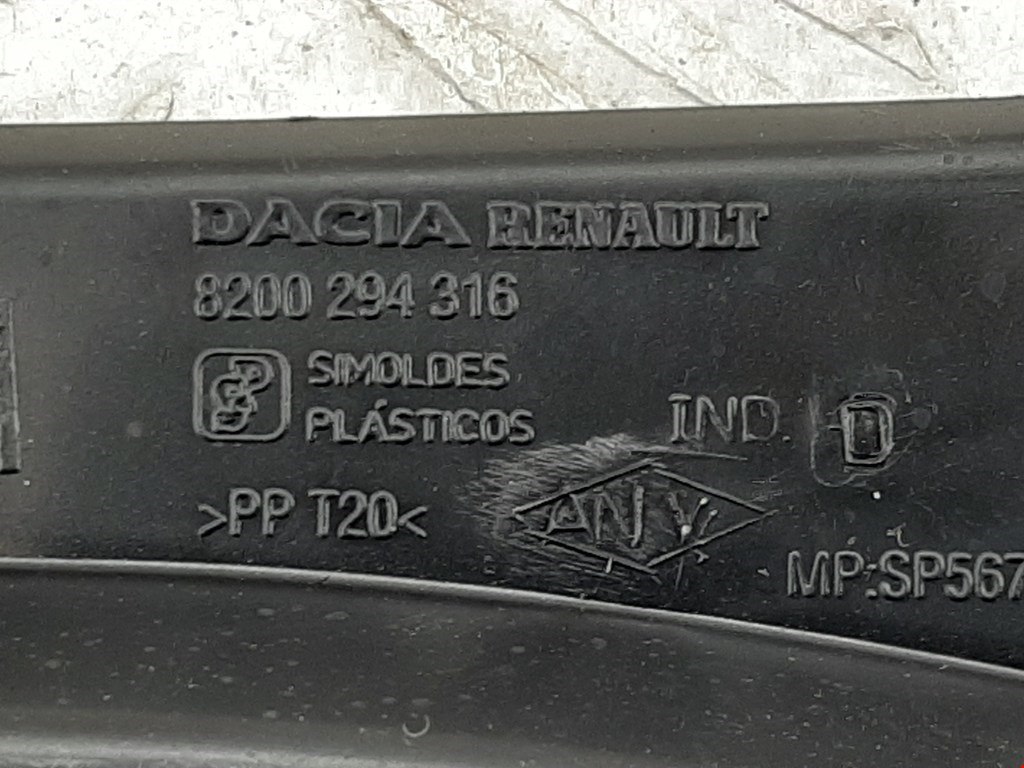 DACIA RENAULT
8200 294 316
SIMOLDES
PLÁSTICOS
IND. D
>PP T20<
MP:SP567